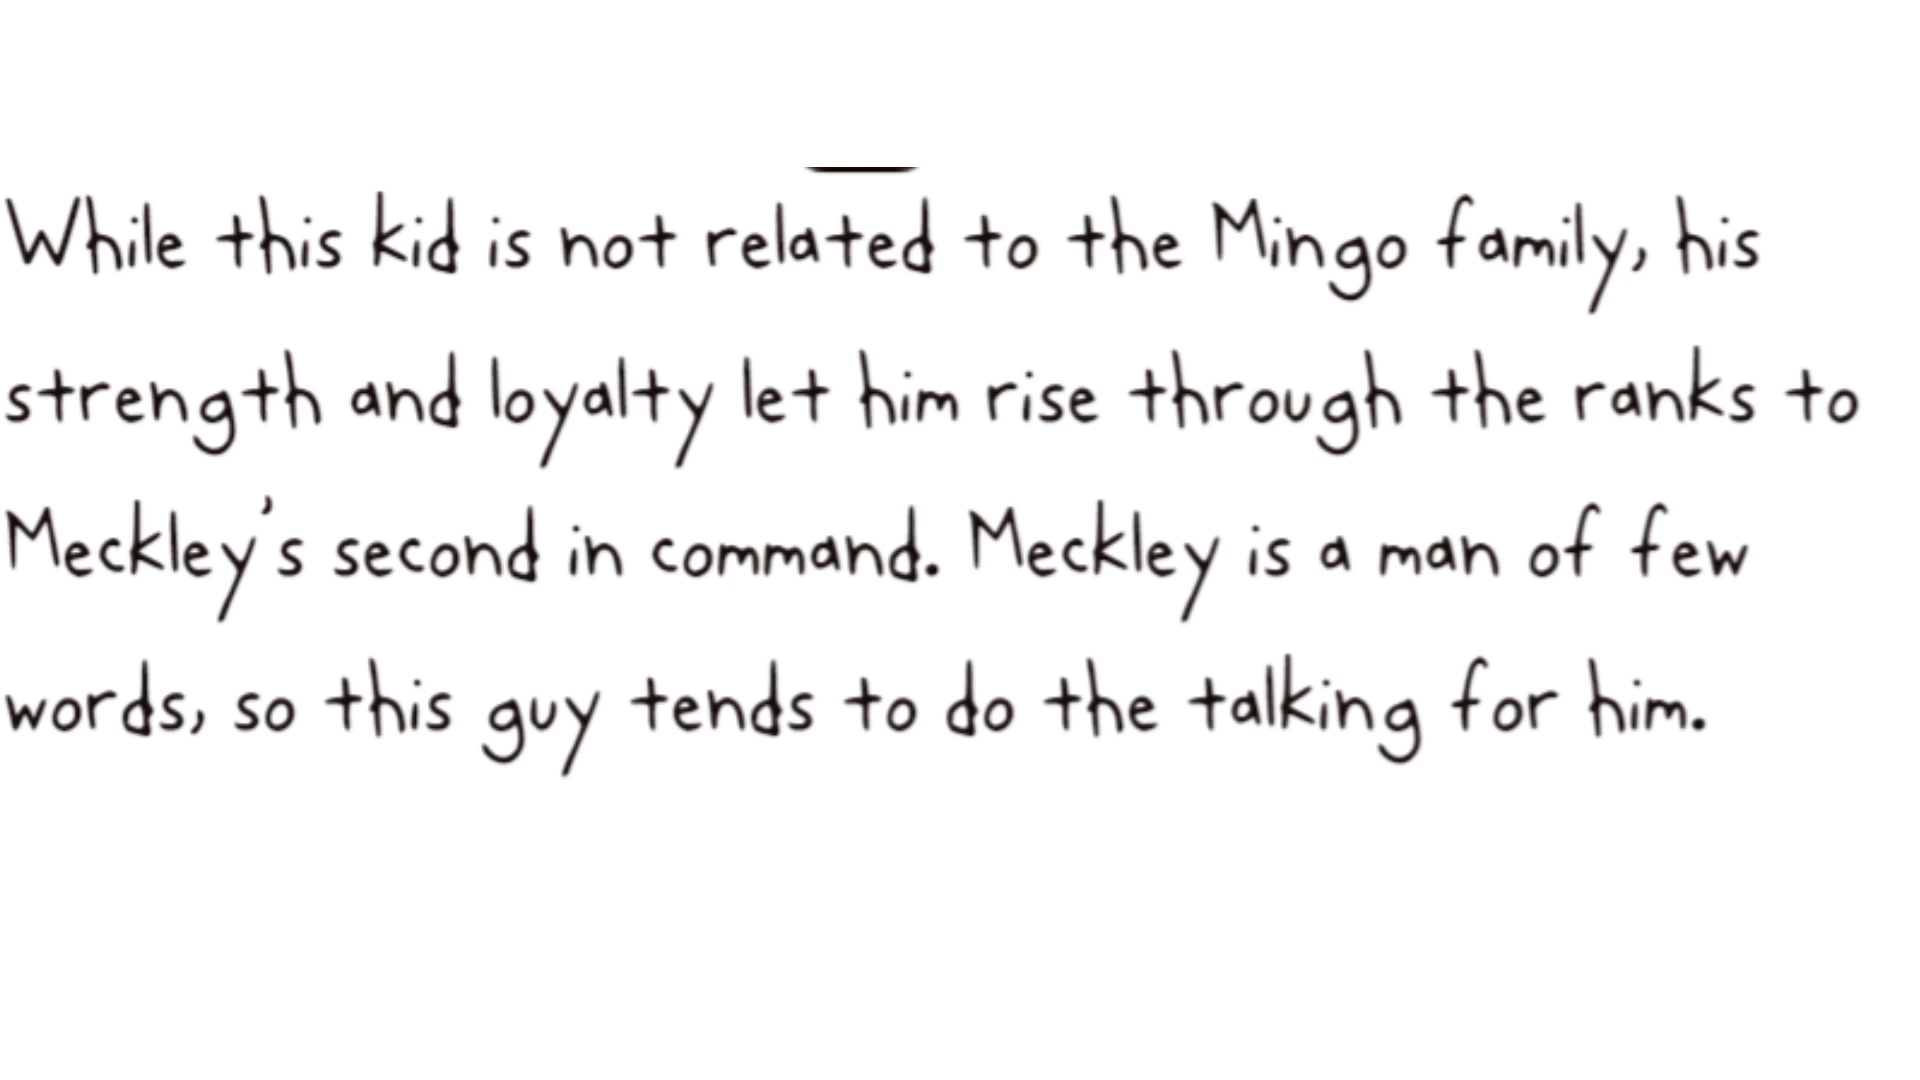 While this kid is not related to the Mingo family, his
strength and loyalty let him rise through the ranks to
Meckley's second in command. Meckley is a man of few
words, so this guy tends to do the talking for him.